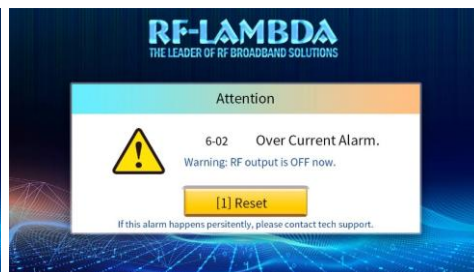 RF-LAMBDA
THE LEADER OF RF BROADBAND SOLUTIONS
Attention
6-02 Over Current Alarm.
Warning: RF output is OFF now.
[1] Reset
If this alarm happens persitently, please contact tech support.